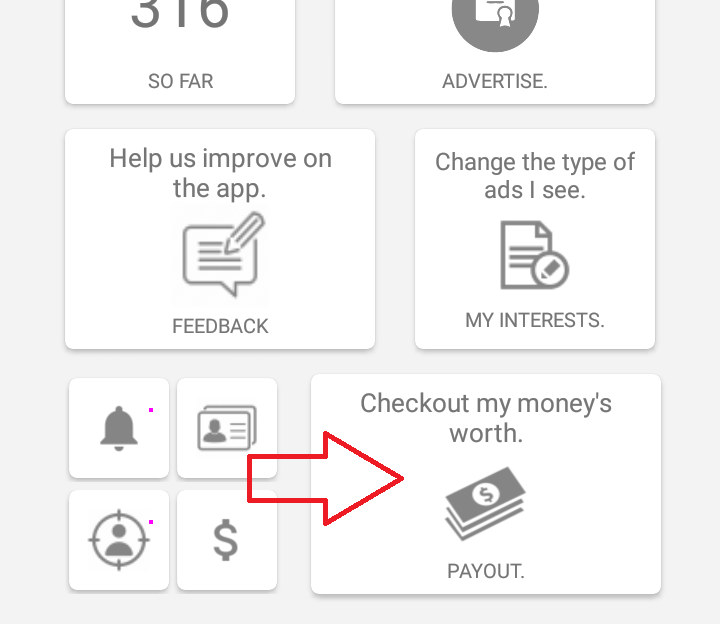 316
SO FAR
ADVERTISE.
Help us improve on
the app.
FEEDBACK
Change the type of
ads I see.
MY INTERESTS.
$
Checkout my money's
worth.
$
PAYOUT.